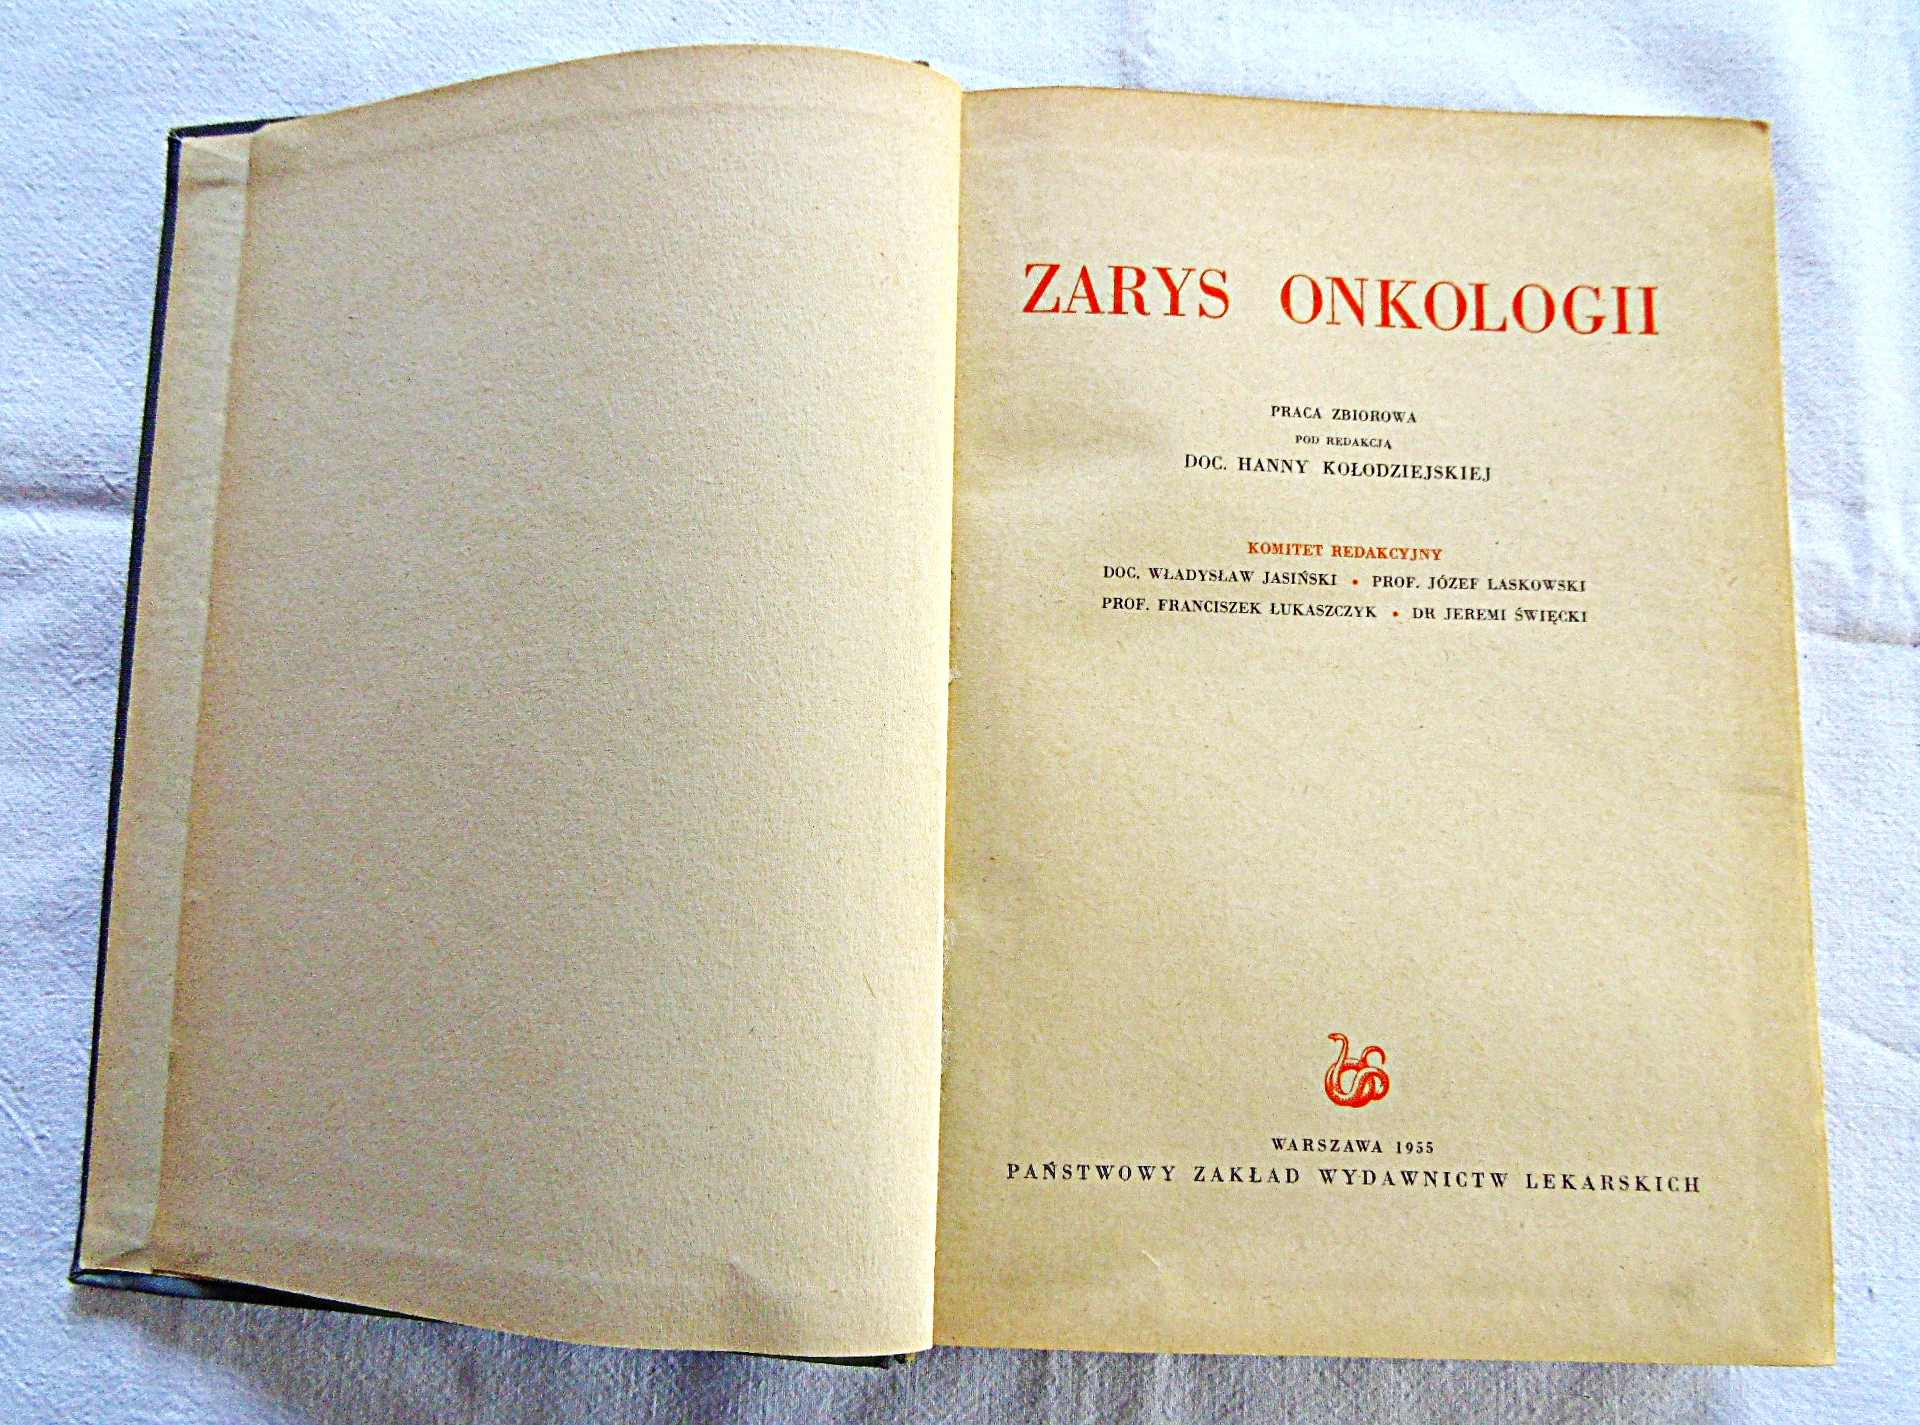 ZARYS ONKOLOGII
PRACA ZBIOROWA
POD REDAKCJĄ
DOC. HANNY KOŁODZIEJSKIEJ
KOMITET REDAKCYJNY
DOC. WŁADYSŁAW JASIŃSKI • PROF. JÓZEF LASKOWSKI
PROF. FRANCISZEK ŁUKASZCZYK • DR JEREMI ŚWIĘCKI
WARSZAWA 1955
PAŃSTWOWY ZAKŁAD WYDAWNICTW LEKARSKICH